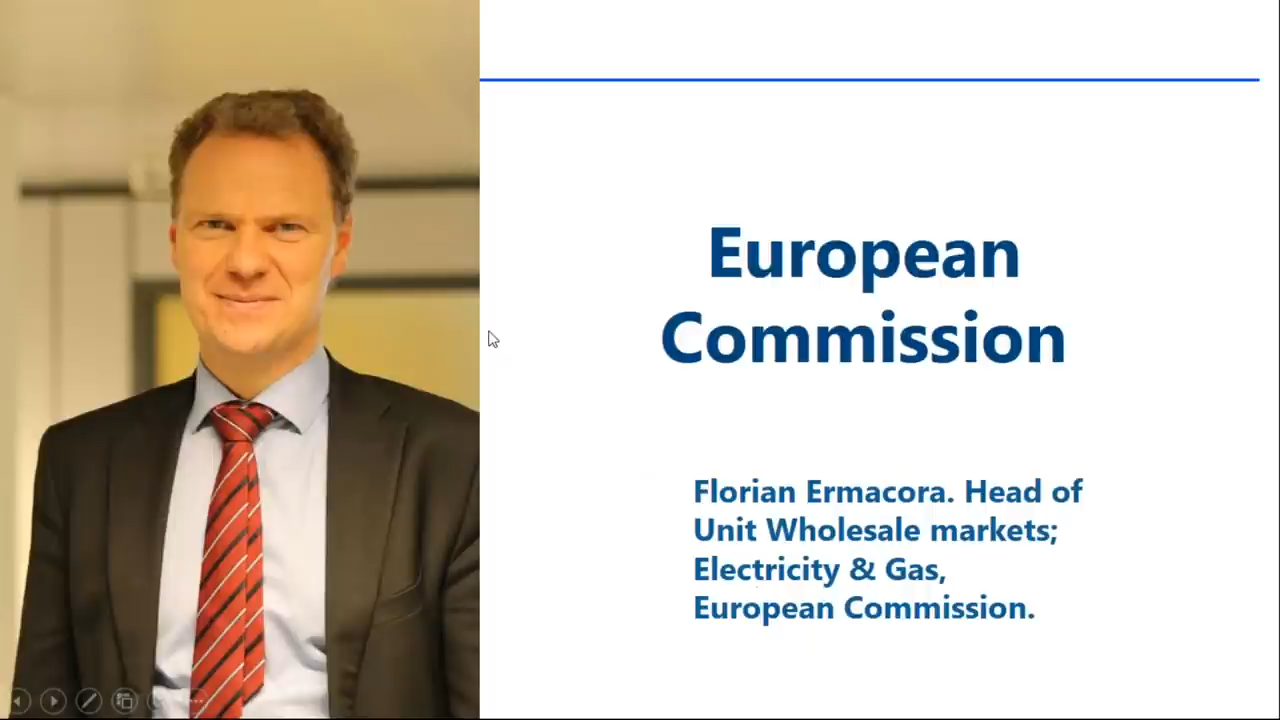 European
Commission
Florian Ermacora. Head of
Unit Wholesale markets;
Electricity & Gas,
European Commission.